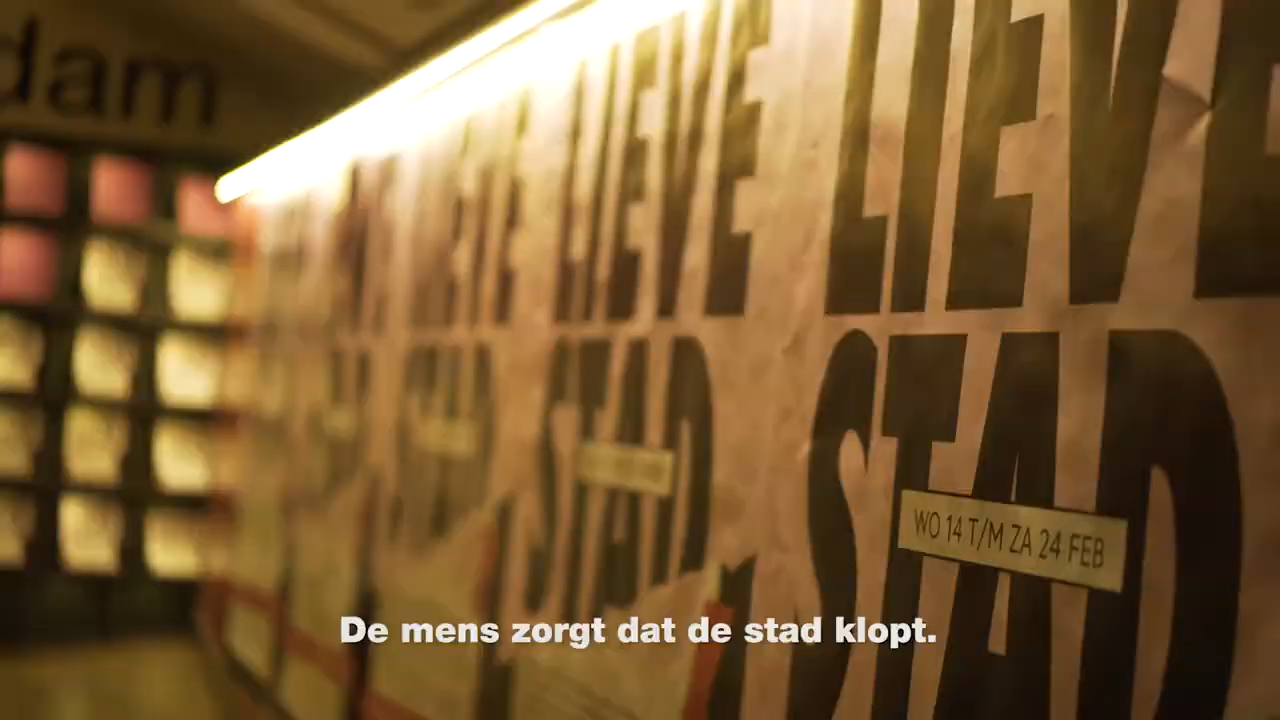 dam
LIEVE LIEVE
STAD STAD
WO 14 T/M ZA 24 FEB
De mens zorgt dat de stad klopt.